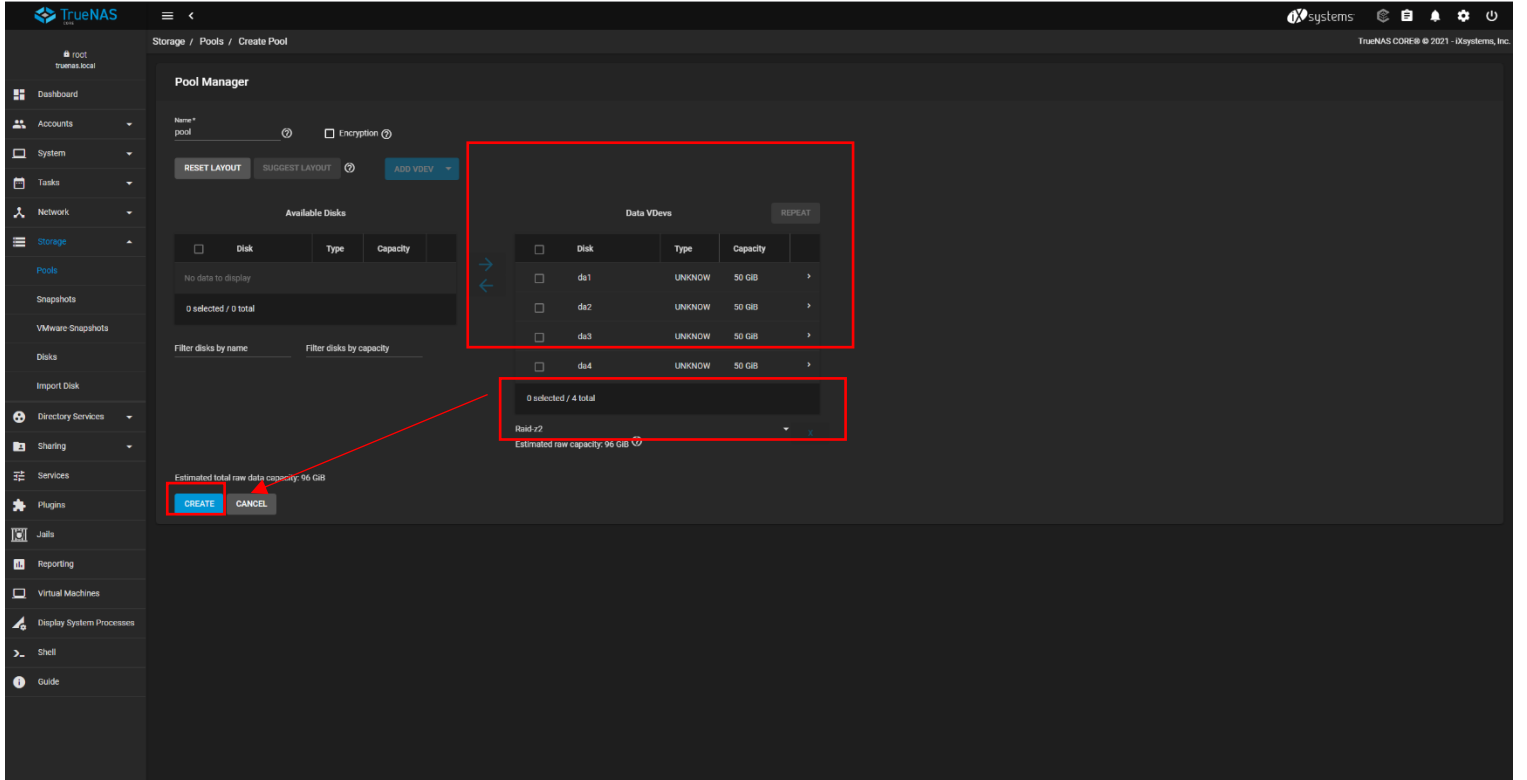 TrueNAS
CORE
iXsystems
Storage / Pools / Create Pool
TrueNAS CORE® © 2021 - iXsystems, Inc.
root
truenas.local
Dashboard
Accounts
System
Tasks
Network
Storage
Pools
Snapshots
VMware-Snapshots
Disks
Import Disk
Directory Services
Sharing
Services
Plugins
Jails
Reporting
Virtual Machines
Display System Processes
Shell
Guide
Pool Manager
Name *
pool
Encryption
RESET LAYOUT SUGGEST LAYOUT ADD VDEV
Available Disks
Disk Type Capacity
No data to display
0 selected / 0 total
Filter disks by name Filter disks by capacity
Data VDevs REPEAT
Disk Type Capacity
da1 UNKNOW 50 GiB
da2 UNKNOW 50 GiB
da3 UNKNOW 50 GiB
da4 UNKNOW 50 GiB
0 selected / 4 total
Raid-z2
x
Estimated raw capacity: 96 GiB
Estimated total raw data capacity: 96 GiB
CREATE CANCEL